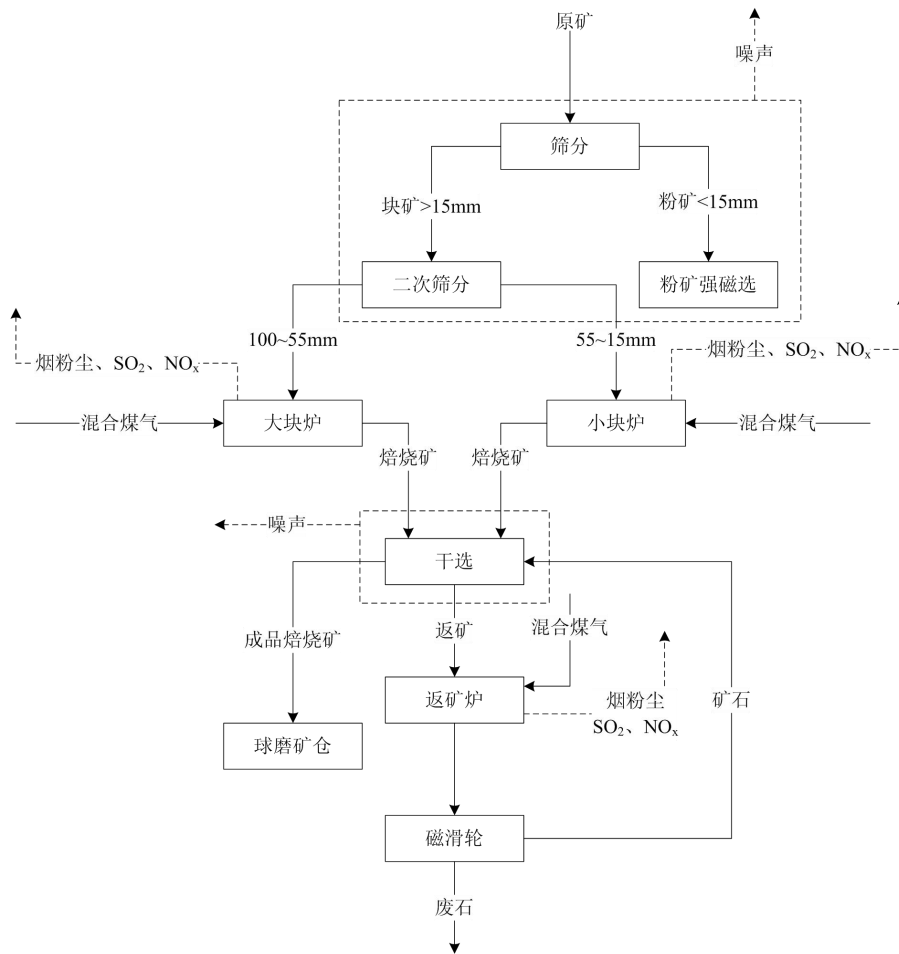 原矿
噪声
筛分
块矿>15mm
粉矿<15mm
二次筛分
粉矿强磁选
100~55mm
55~15mm
烟粉尘、SO₂、NOₓ
烟粉尘、SO₂、NOₓ
混合煤气
大块炉
小块炉
混合煤气
焙烧矿
焙烧矿
噪声
干选
成品焙烧矿
返矿
混合煤气
返矿炉
烟粉尘
SO₂、NOₓ
矿石
球磨矿仓
磁滑轮
废石